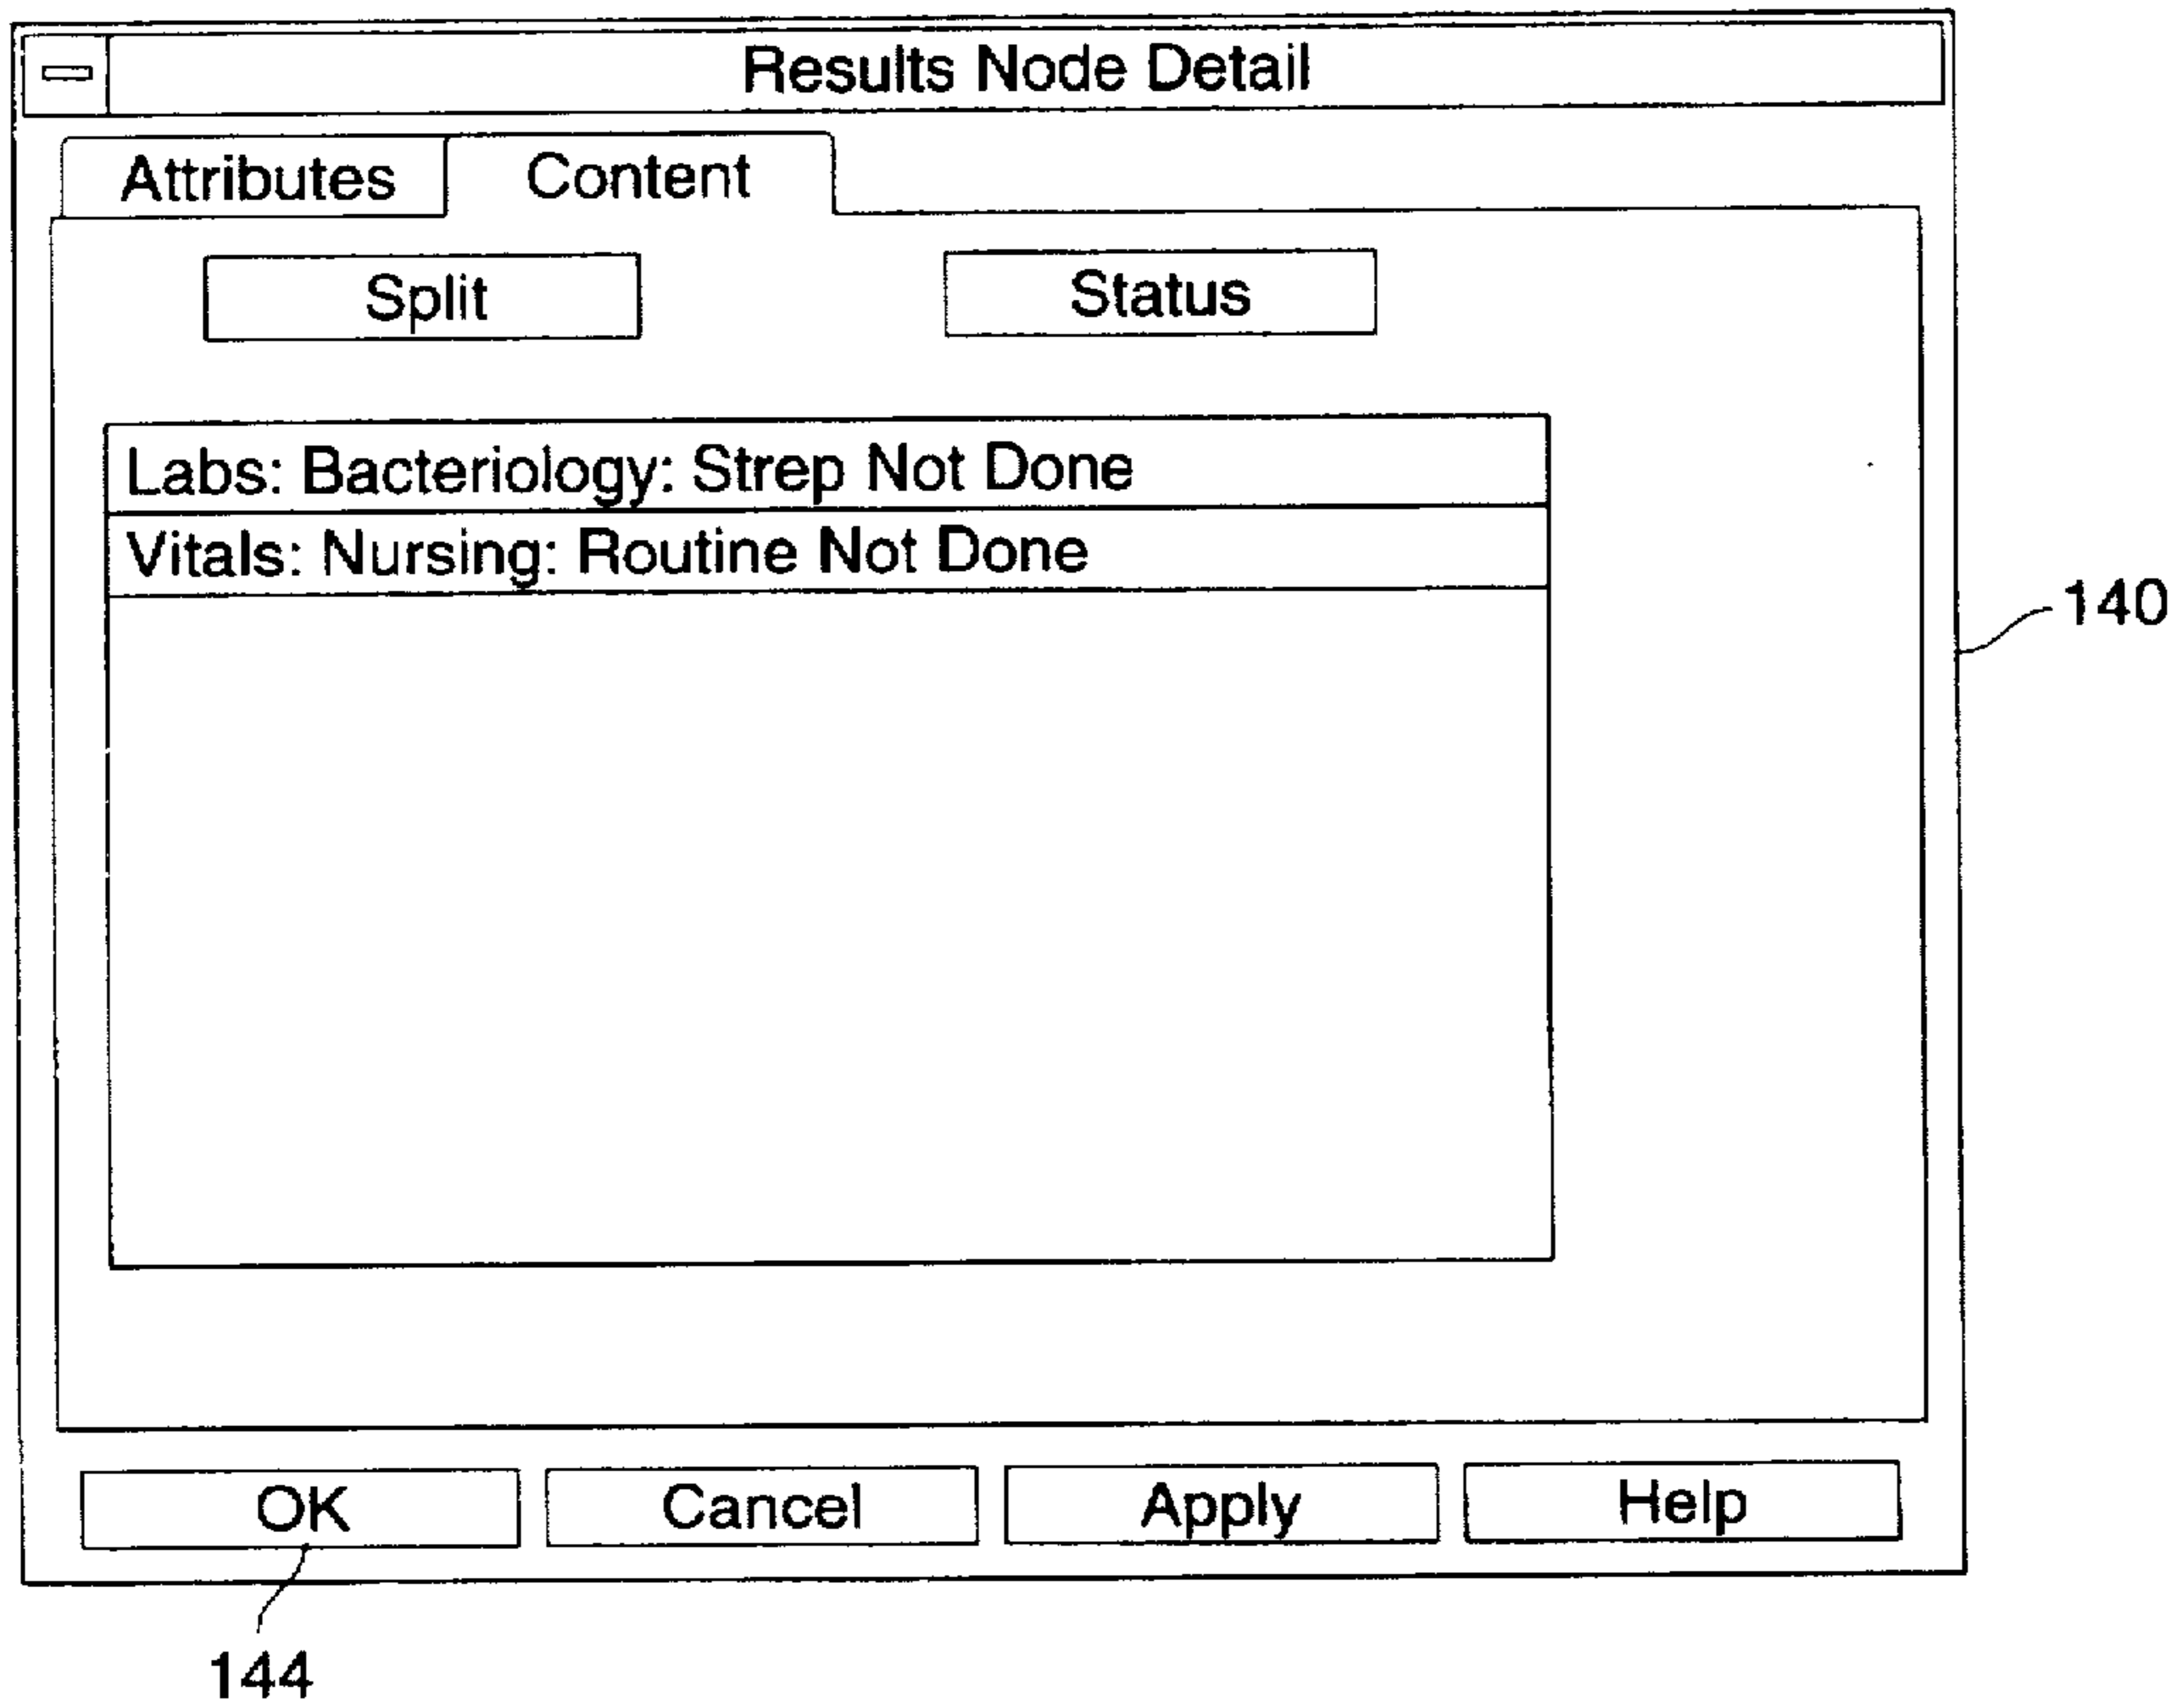 Results Node Detail
Attributes Content
Split Status
Labs: Bacteriology: Strep Not Done
Vitals: Nursing: Routine Not Done
140
OK Cancel Apply Help
144